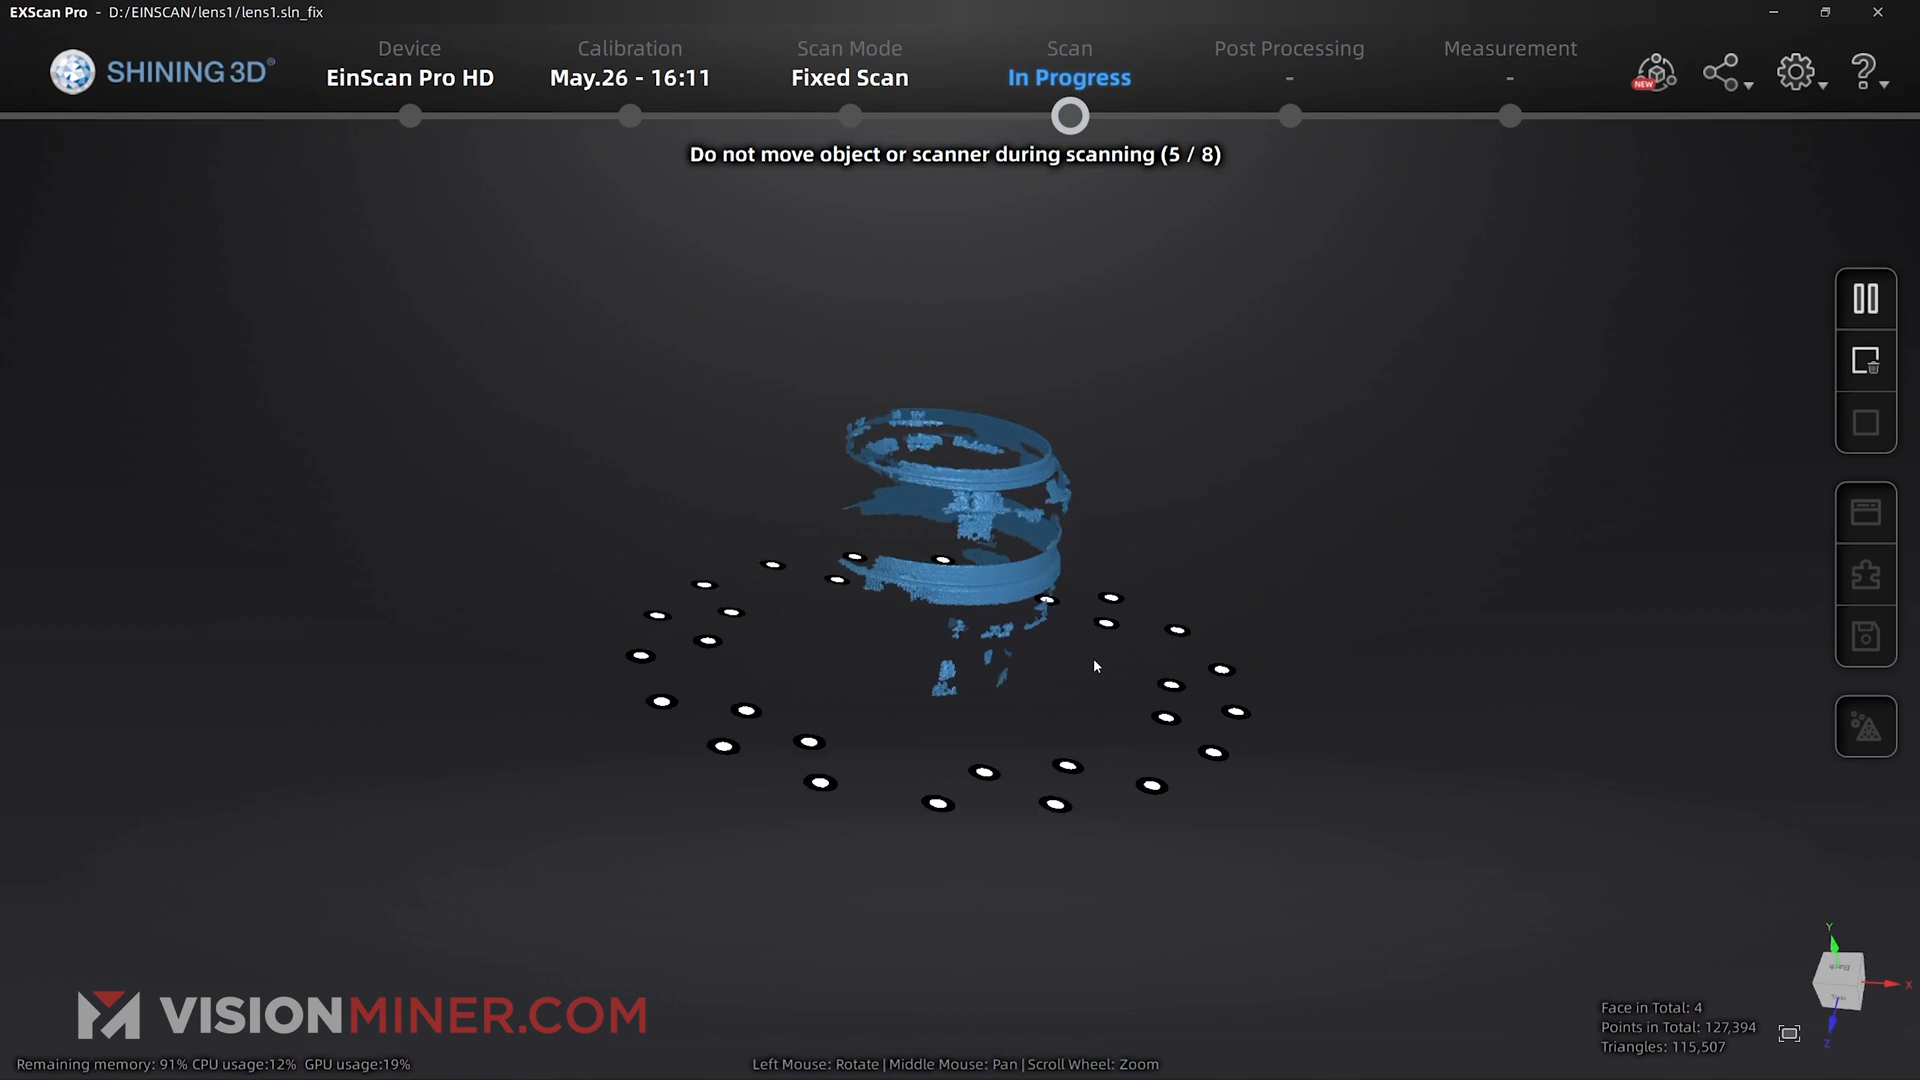 EXScan Pro - D:/EINSCAN/lens1/lens1.sln_fix
SHINING 3D®
Device
EinScan Pro HD
Calibration
May.26 - 16:11
Scan Mode
Fixed Scan
Scan
In Progress
Post Processing
-
Measurement
-
NEW
Do not move object or scanner during scanning (5 / 8)
Y
Back
Top
X
Z
Face in Total: 4
Points in Total: 127,394
Triangles: 115,507
VISIONMINER.COM
Remaining memory: 91% CPU usage:12% GPU usage:19%
Left Mouse: Rotate|Middle Mouse: Pan|Scroll Wheel: Zoom